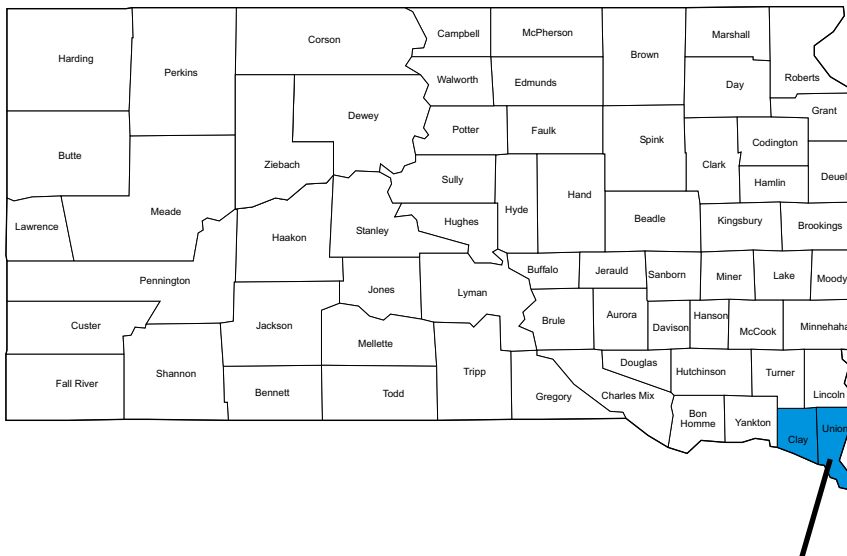 Harding
Perkins
Corson
Campbell
McPherson
Brown
Marshall
Roberts
Walworth
Edmunds
Day
Dewey
Grant
Butte
Ziebach
Potter
Faulk
Spink
Clark
Codington
Sully
Hamlin
Deuel
Lawrence
Meade
Haakon
Stanley
Hughes
Hyde
Hand
Beadle
Kingsbury
Brookings
Pennington
Jones
Lyman
Buffalo
Jerauld
Sanborn
Miner
Lake
Moody
Custer
Jackson
Brule
Aurora
Davison
Hanson
McCook
Minnehaha
Mellette
Fall River
Shannon
Bennett
Todd
Tripp
Gregory
Douglas
Charles Mix
Hutchinson
Turner
Lincoln
Bon
Homme
Yankton
Clay
Union